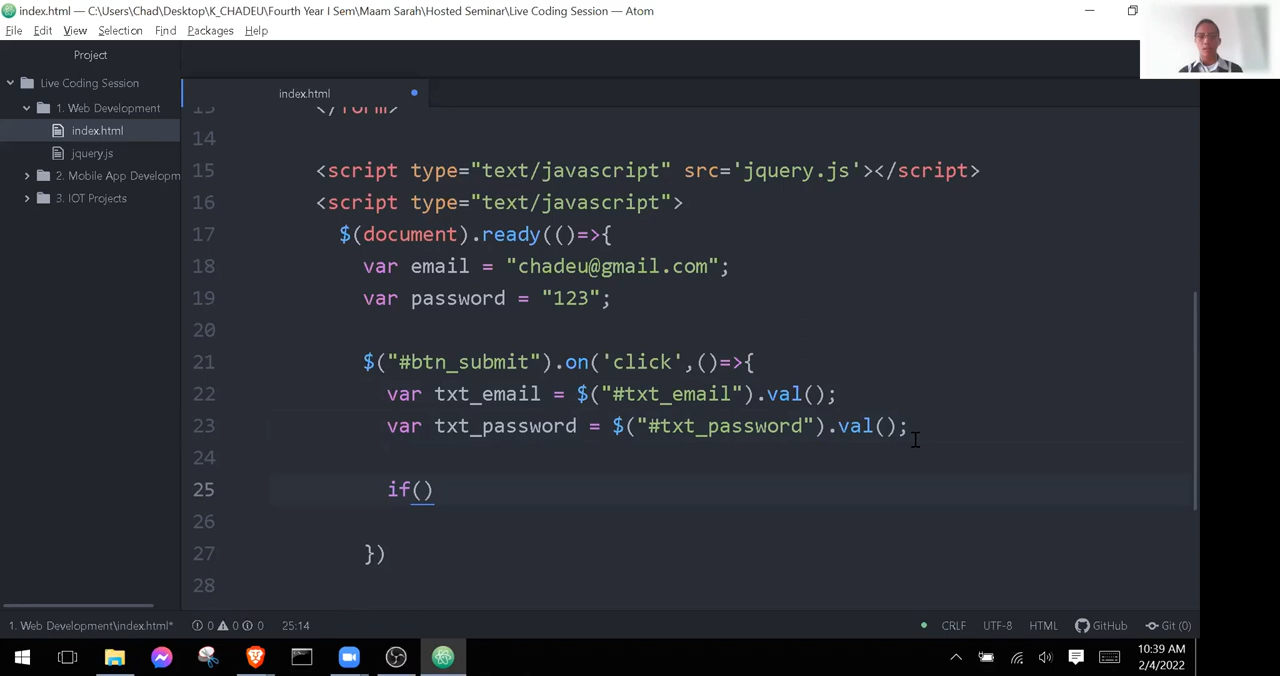 index.html — C:\Users\Chad\Desktop\K_CHADEU\Fourth Year I Sem\Maam Sarah\Hosted Seminar\Live Coding Session — Atom
File Edit View Selection Find Packages Help
Project
Live Coding Session
1. Web Development
index.html
jquery.js
2. Mobile App Developm
3. IOT Projects
index.html
13 </form>
14
15 <script type="text/javascript" src='jquery.js'></script>
16 <script type="text/javascript">
17 $(document).ready(()=>{
18 var email = "chadeu@gmail.com";
19 var password = "123";
20
21 $("#btn_submit").on('click',()=>{
22 var txt_email = $("#txt_email").val();
23 var txt_password = $("#txt_password").val();
24
25 if()
26
27 })
28
1. Web Development\index.html* 0 0 0 25:14 CRLF UTF-8 HTML GitHub Git (0)
10:39 AM
2/4/2022